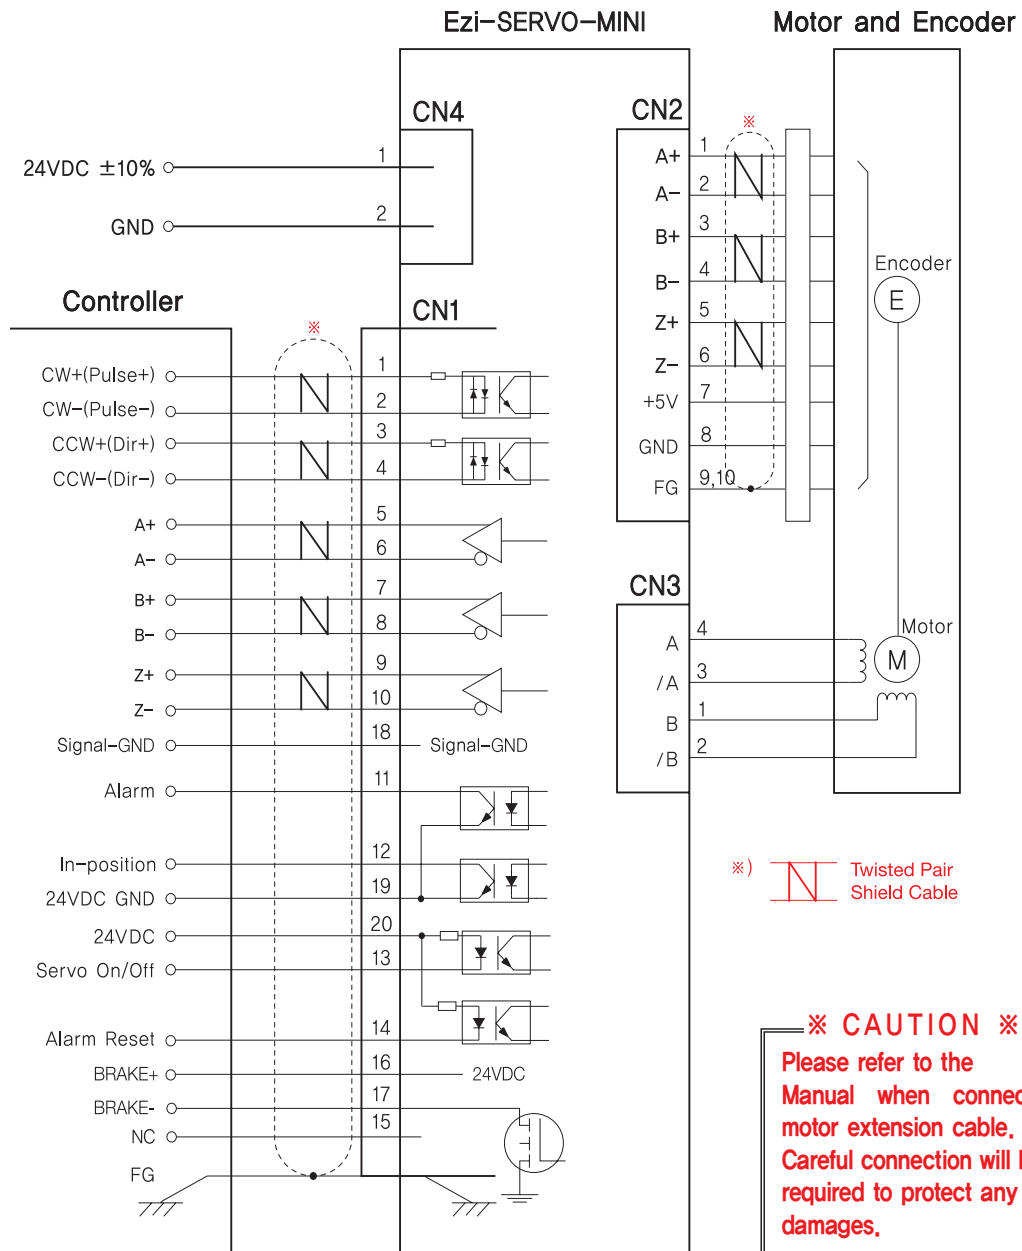 Ezi-SERVO-MINI
Motor and Encoder
CN4
24VDC ±10%
1
GND
2
CN2
※
A+ 1
A- 2
B+ 3
B- 4
Z+ 5
Z- 6
+5V 7
GND 8
FG 9,10
Encoder
E
Controller
CN1
※
CW+(Pulse+) 1
CW-(Pulse-) 2
CCW+(Dir+) 3
CCW-(Dir-) 4
A+ 5
A- 6
B+ 7
B- 8
Z+ 9
Z- 10
Signal-GND 18 Signal-GND
Alarm 11
In-position 12
24VDC GND 19
24VDC 20
Servo On/Off 13
Alarm Reset 14
BRAKE+ 16 24VDC
BRAKE- 17
NC 15
FG
CN3
A 4
/A 3
B 1
/B 2
Motor
M
※) Twisted Pair
Shield Cable
※ CAUTION ※
Please refer to the
Manual when connec
motor extension cable.
Careful connection will
required to protect any
damages.